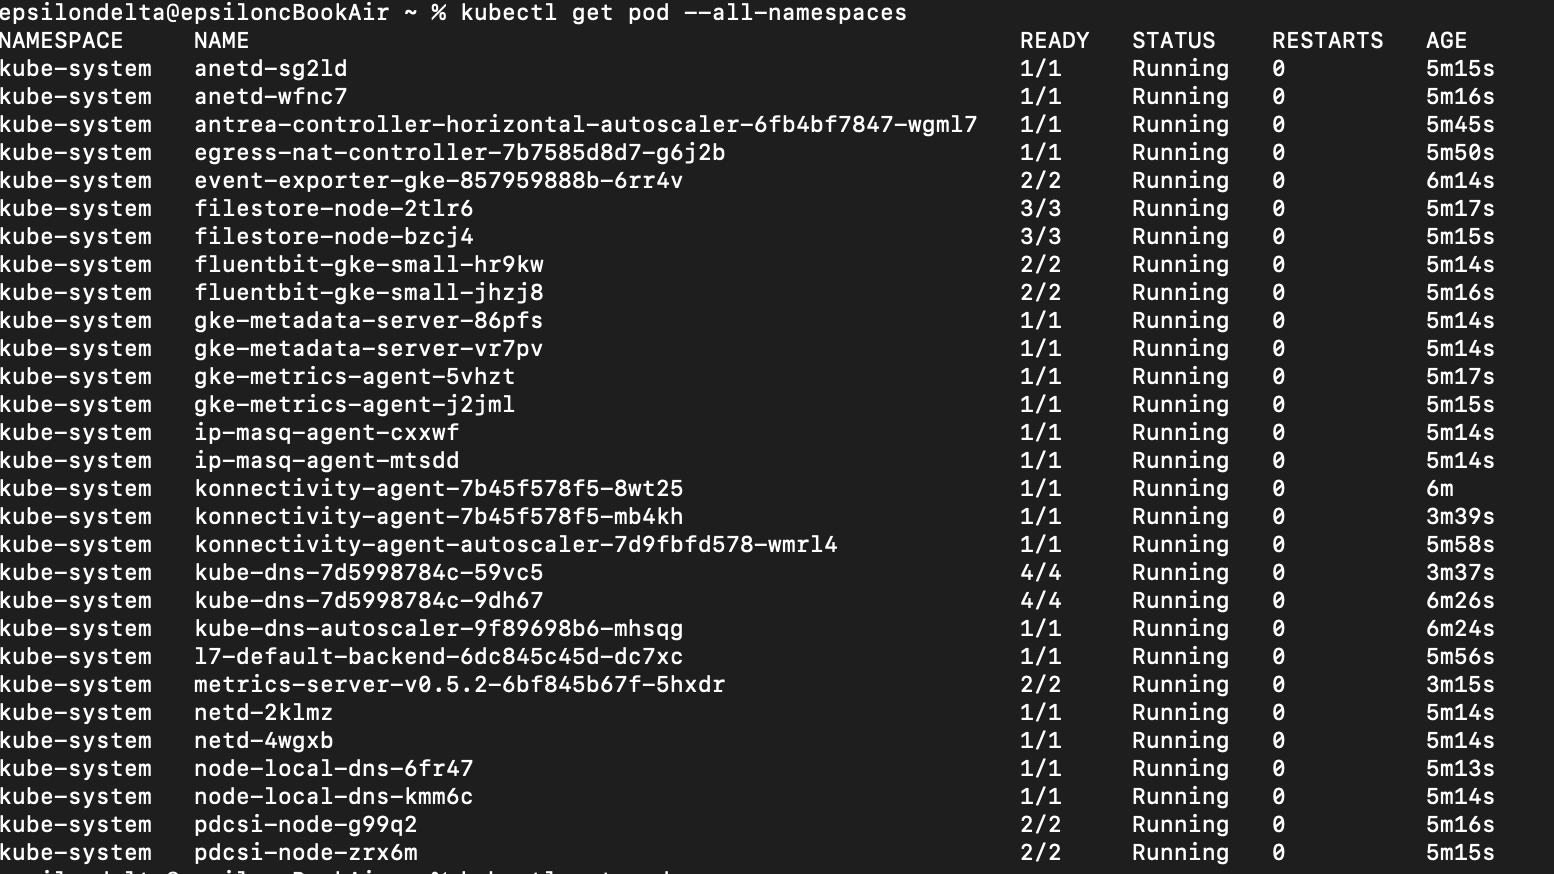 epsilondelta@epsiloncBookAir ~ % kubectl get pod --all-namespaces
NAMESPACE NAME READY STATUS RESTARTS AGE
kube-system anetd-sg2ld 1/1 Running 0 5m15s
kube-system anetd-wfnc7 1/1 Running 0 5m16s
kube-system antrea-controller-horizontal-autoscaler-6fb4bf7847-wgml7 1/1 Running 0 5m45s
kube-system egress-nat-controller-7b7585d8d7-g6j2b 1/1 Running 0 5m50s
kube-system event-exporter-gke-857959888b-6rr4v 2/2 Running 0 6m14s
kube-system filestore-node-2tlr6 3/3 Running 0 5m17s
kube-system filestore-node-bzcj4 3/3 Running 0 5m15s
kube-system fluentbit-gke-small-hr9kw 2/2 Running 0 5m14s
kube-system fluentbit-gke-small-jhzj8 2/2 Running 0 5m16s
kube-system gke-metadata-server-86pfs 1/1 Running 0 5m14s
kube-system gke-metadata-server-vr7pv 1/1 Running 0 5m14s
kube-system gke-metrics-agent-5vhzt 1/1 Running 0 5m17s
kube-system gke-metrics-agent-j2jml 1/1 Running 0 5m15s
kube-system ip-masq-agent-cxxwf 1/1 Running 0 5m14s
kube-system ip-masq-agent-mtsdd 1/1 Running 0 5m14s
kube-system konnectivity-agent-7b45f578f5-8wt25 1/1 Running 0 6m
kube-system konnectivity-agent-7b45f578f5-mb4kh 1/1 Running 0 3m39s
kube-system konnectivity-agent-autoscaler-7d9fbfd578-wmrl4 1/1 Running 0 5m58s
kube-system kube-dns-7d5998784c-59vc5 4/4 Running 0 3m37s
kube-system kube-dns-7d5998784c-9dh67 4/4 Running 0 6m26s
kube-system kube-dns-autoscaler-9f89698b6-mhsqg 1/1 Running 0 6m24s
kube-system l7-default-backend-6dc845c45d-dc7xc 1/1 Running 0 5m56s
kube-system metrics-server-v0.5.2-6bf845b67f-5hxdr 2/2 Running 0 3m15s
kube-system netd-2klmz 1/1 Running 0 5m14s
kube-system netd-4wgxb 1/1 Running 0 5m14s
kube-system node-local-dns-6fr47 1/1 Running 0 5m13s
kube-system node-local-dns-kmm6c 1/1 Running 0 5m14s
kube-system pdcsi-node-g99q2 2/2 Running 0 5m16s
kube-system pdcsi-node-zrx6m 2/2 Running 0 5m15s